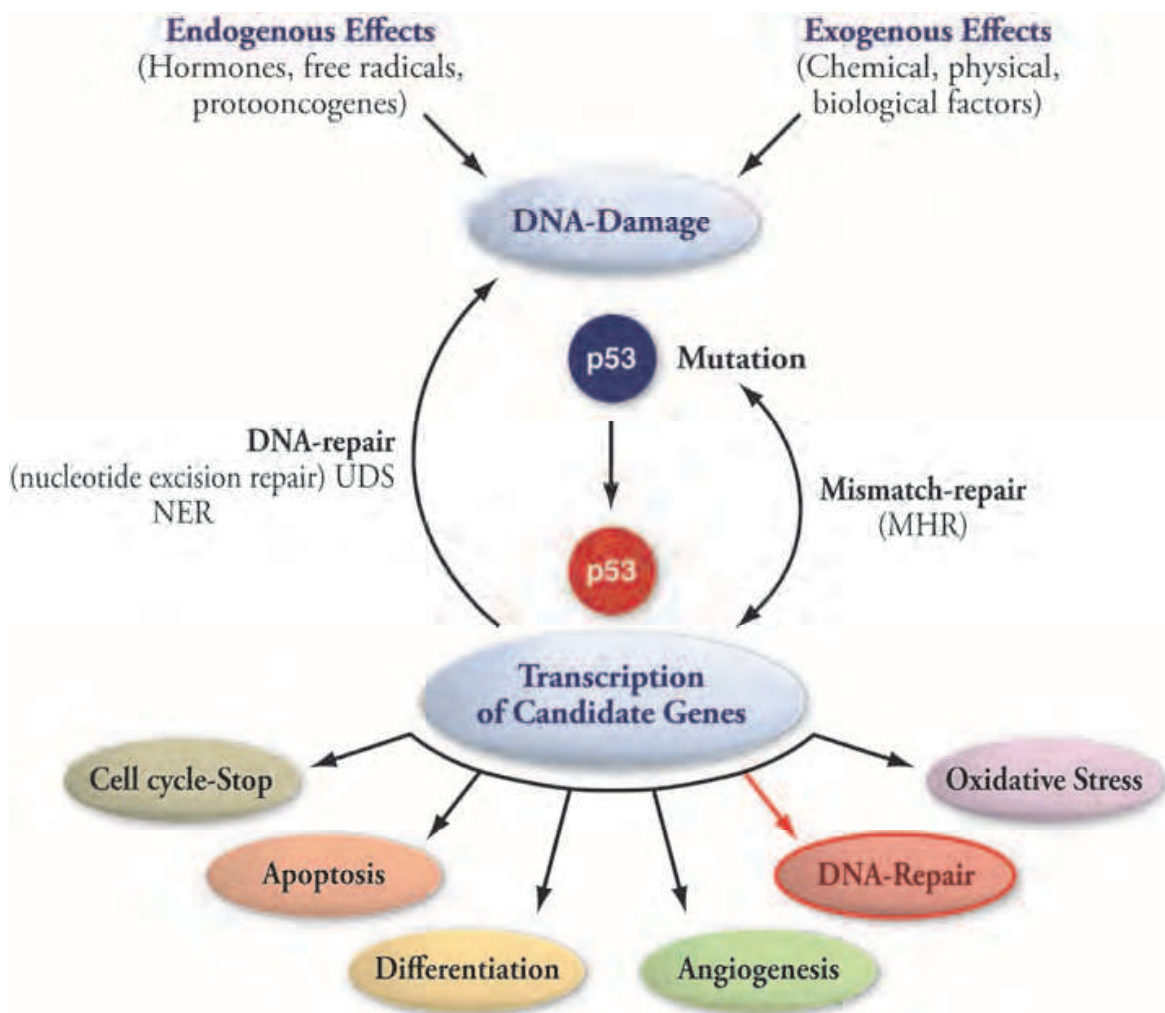 Endogenous Effects
(Hormones, free radicals,
protooncogenes)
Exogenous Effects
(Chemical, physical,
biological factors)
DNA-Damage
p53
Mutation
DNA-repair
(nucleotide excision repair) UDS
NER
Mismatch-repair
(MHR)
p53
Transcription
of Candidate Genes
Cell cycle-Stop
Oxidative Stress
Apoptosis
DNA-Repair
Differentiation
Angiogenesis